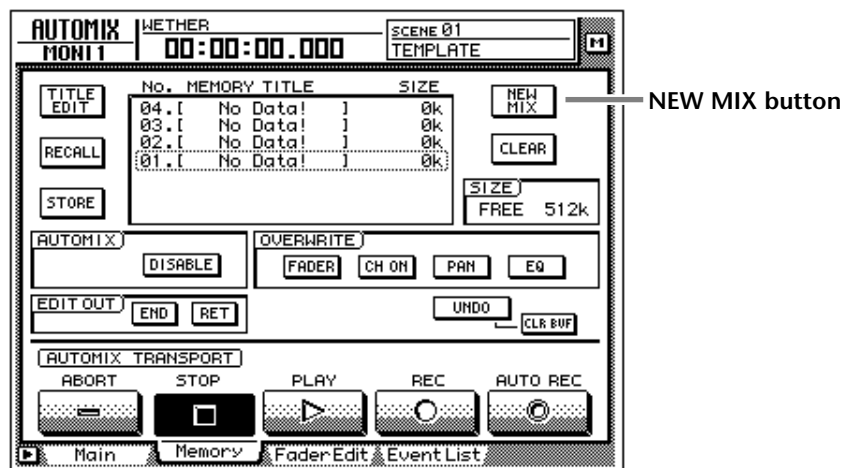 AUTOMIX WETHER SCENE 01
MONI 1 00:00:00.000 TEMPLATE M
No. MEMORY TITLE SIZE
TITLE EDIT
NEW MIX
NEW MIX button
04.[ No Data! ] 0k
03.[ No Data! ] 0k
02.[ No Data! ] 0k
01.[ No Data! ] 0k
RECALL
CLEAR
STORE
SIZE
FREE 512k
AUTOMIX
DISABLE
OVERWRITE
FADER CH ON PAN EQ
EDIT OUT
END RET
UNDO
CLR BUF
AUTOMIX TRANSPORT
ABORT STOP PLAY REC AUTO REC
Main Memory Fader Edit Event List